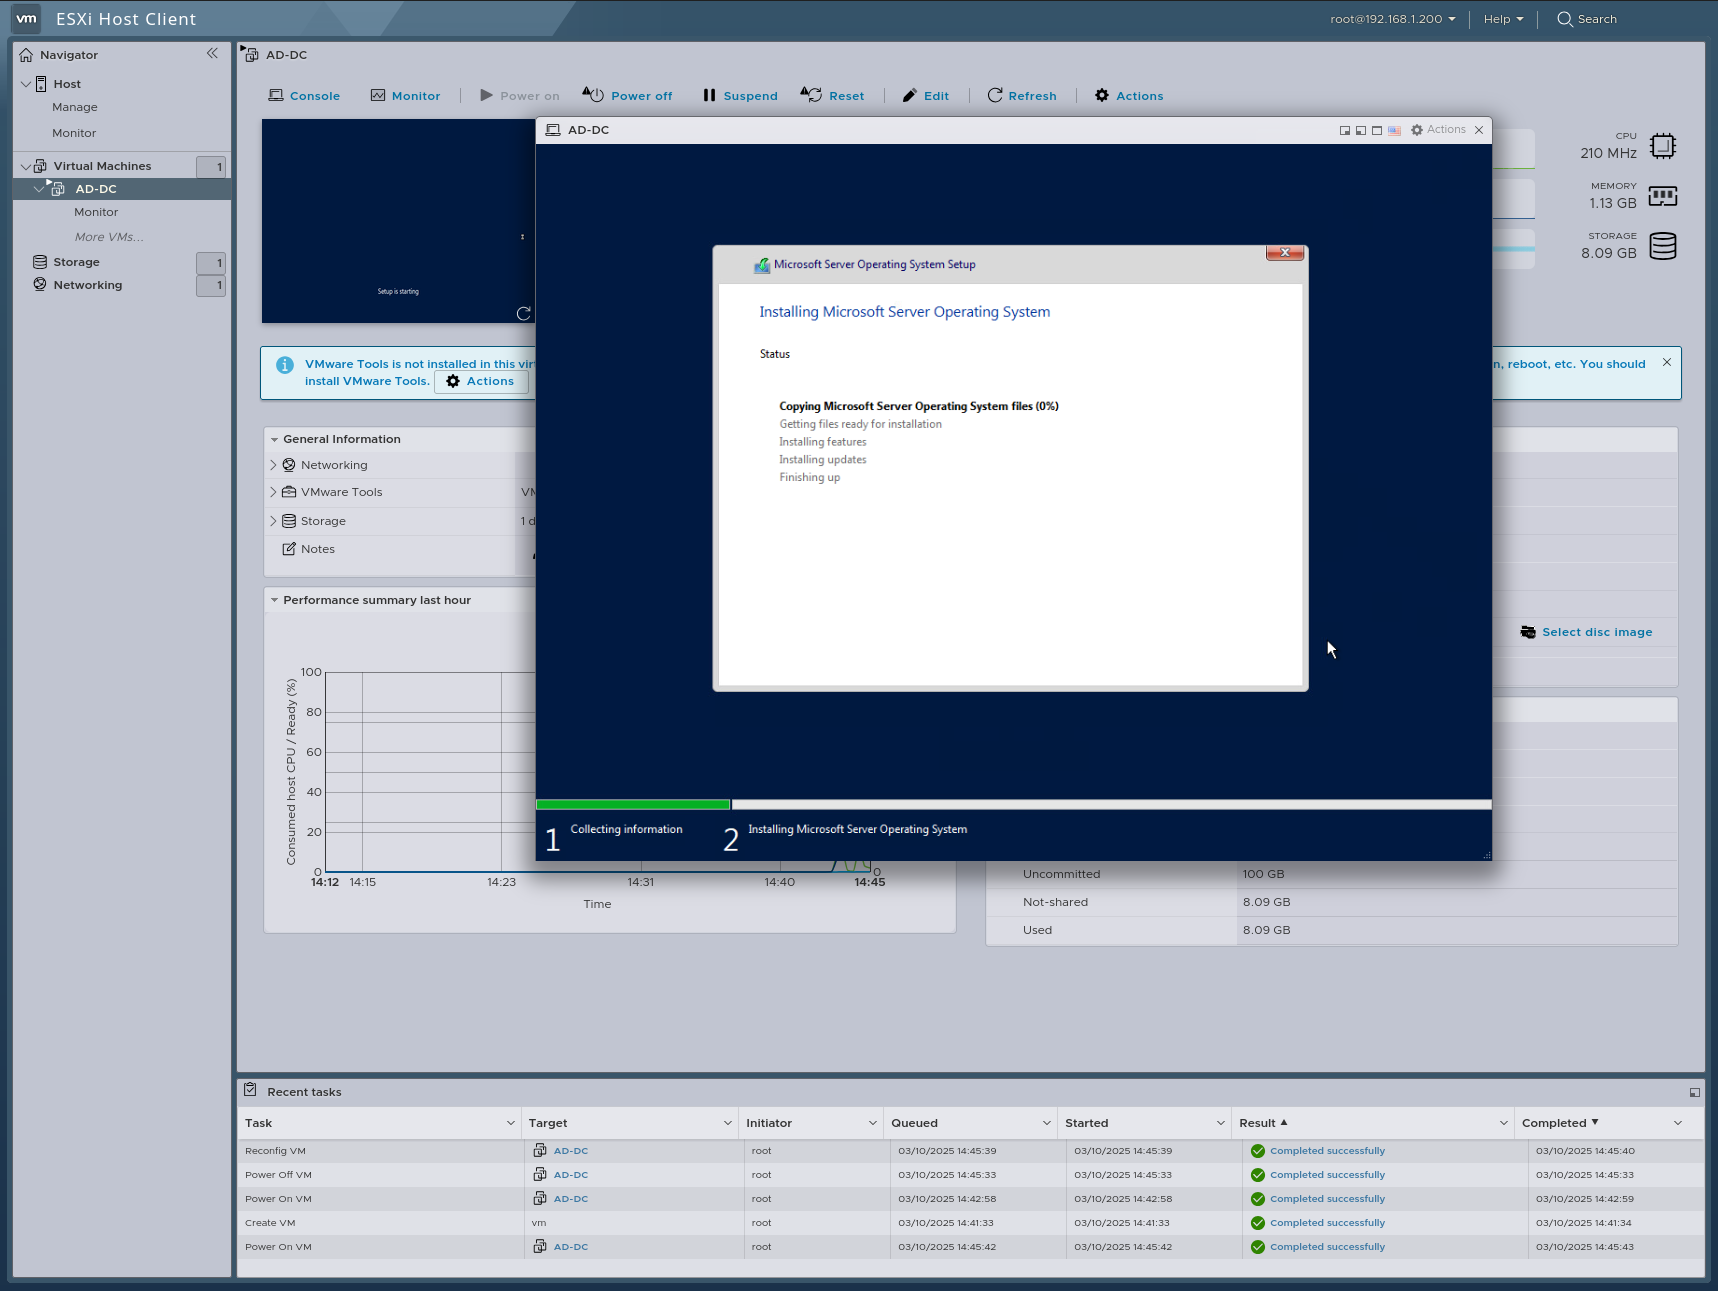 vm ESXi Host Client
root@192.168.1.200 Help Search
Navigator
Host
Manage
Monitor
Virtual Machines 1
AD-DC
Monitor
More VMs...
Storage 1
Networking 1
AD-DC
Console Monitor Power on Power off Suspend Reset Edit Refresh Actions
Setup is starting
CPU
210 MHz
MEMORY
1.13 GB
STORAGE
8.09 GB
VMware Tools is not installed in this
n, reboot, etc. You should
install VMware Tools. Actions
General Information
Networking
VMware Tools
Storage
1 d
Notes
Select disc image
Performance summary last hour
Consumed host CPU / Ready (%)
100
80
60
40
20
0
0
14:12 14:15 14:23 14:31 14:40 14:45
Time
Uncommitted 100 GB
Not-shared 8.09 GB
Used 8.09 GB
AD-DC Actions
Microsoft Server Operating System Setup
Installing Microsoft Server Operating System
Status
Copying Microsoft Server Operating System files (0%)
Getting files ready for installation
Installing features
Installing updates
Finishing up
1 Collecting information 2 Installing Microsoft Server Operating System
Recent tasks
Task Target Initiator Queued Started Result Completed
Reconfig VM AD-DC root 03/10/2025 14:45:39 03/10/2025 14:45:39 Completed successfully 03/10/2025 14:45:40
Power Off VM AD-DC root 03/10/2025 14:45:33 03/10/2025 14:45:33 Completed successfully 03/10/2025 14:45:33
Power On VM AD-DC root 03/10/2025 14:42:58 03/10/2025 14:42:58 Completed successfully 03/10/2025 14:42:59
Create VM vm root 03/10/2025 14:41:33 03/10/2025 14:41:33 Completed successfully 03/10/2025 14:41:34
Power On VM AD-DC root 03/10/2025 14:45:42 03/10/2025 14:45:42 Completed successfully 03/10/2025 14:45:43